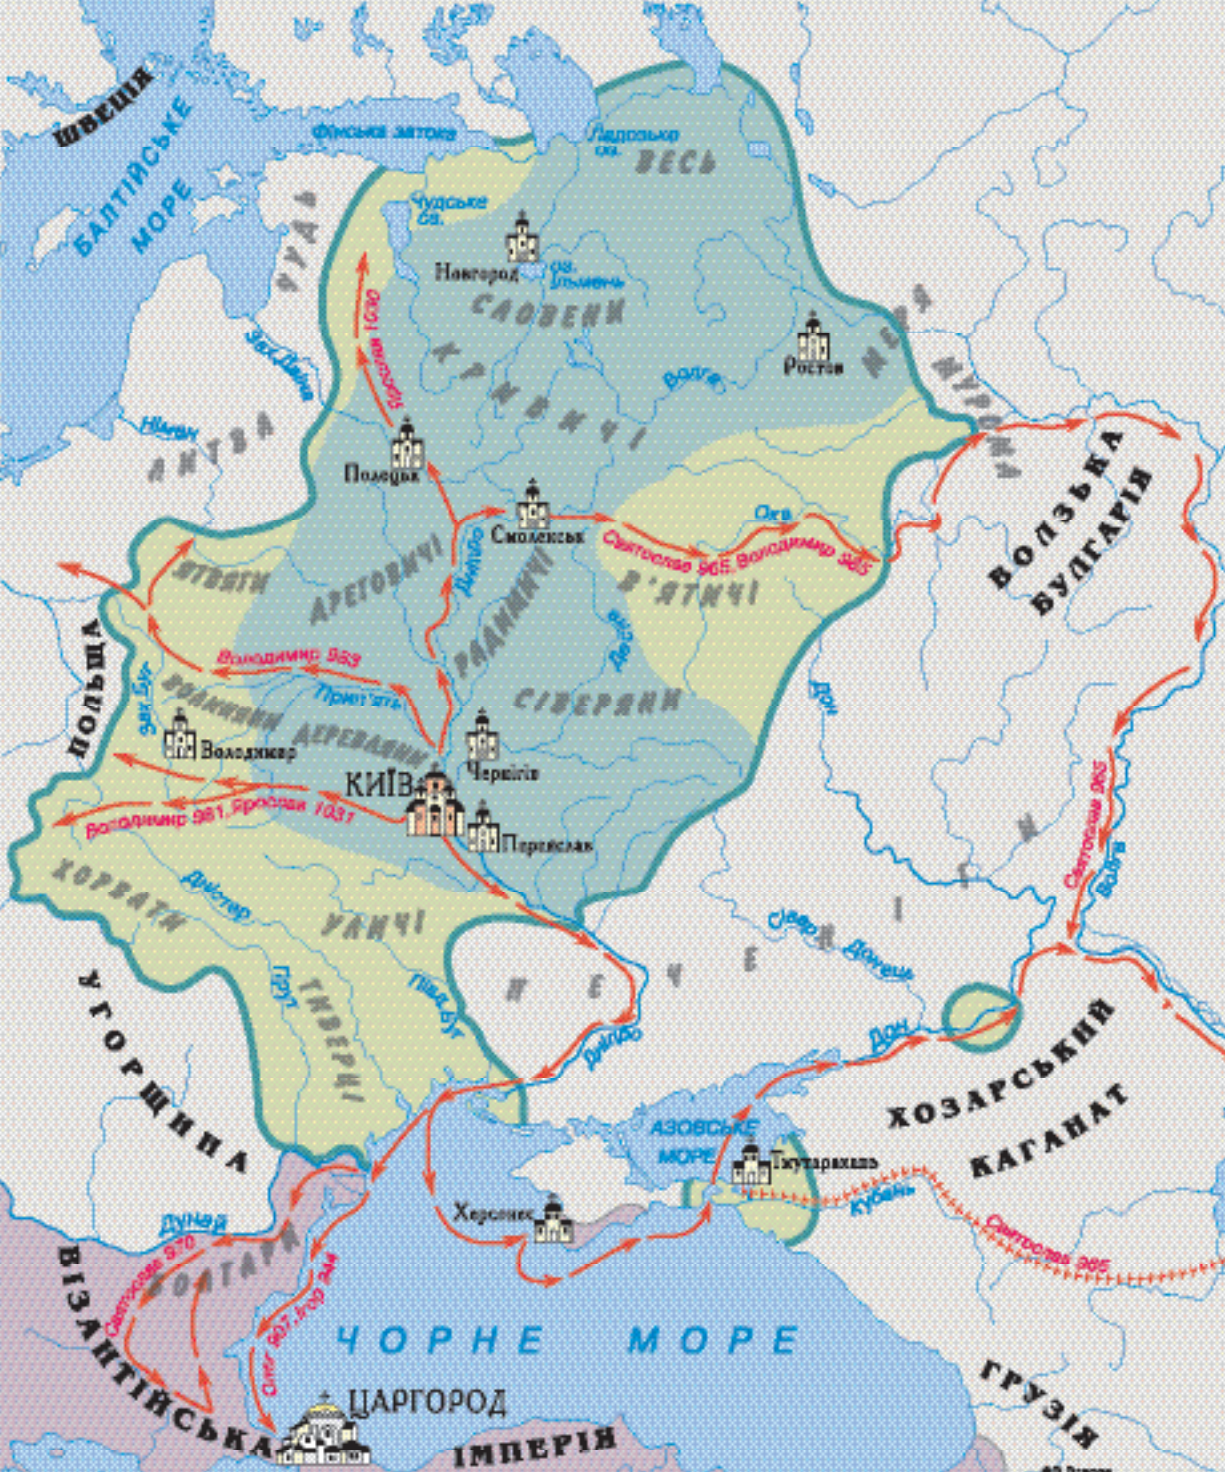 ШВЕЦІЯ
БАЛТІЙСЬКЕ
МОРЕ
Фінська затока
Ладозьке
оз.
ВЕСЬ
ЧУДЬ
Чудське
оз.
Новгород
оз.
Ільмень
СЛОВЕНИ
КРИВИЧІ
МЕРЯ
Ростов
Волга
МУРОМА
Зах.Двіна
Німан
ЛИТВА
Ярослав 1030
Полоцьк
Смоленськ
Ока
Святослав 965, Володимир 985
В'ЯТИЧІ
ВОЛЗЬКА
БУЛГАРІЯ
ЯТВЯГИ
ДРЕГОВИЧІ
Дніпро
РАДИМИЧІ
Десна
СІВЕРЯНИ
ПОЛЬЩА
Зах.Буг
Володимир 983
Прип'ять
ВОЛИНЯНИ
ДЕРЕВЛЯНИ
Володимир
Чернігів
КИЇВ
Переяслав
Володимир 981, Ярослав 1031
Дон
Святослав 965
Волга
ХОРВАТИ
Дністер
УЛИЧІ
Прут
ТИВЕРЦІ
Півд.Буг
ПЕЧЕНІГИ
Сівер. Донець
Дніпро
Дон
УГОРЩИНА
ХОЗАРСЬКИЙ
КАГАНАТ
АЗОВСЬКЕ
МОРЕ
Тмутаракань
Кубань
Святослав 965
Херсонес
Дунай
Святослав 970
БОЛГАРИ
Олег 907, Ігор 944
ВІЗАНТІЙСЬКА
ІМПЕРІЯ
ЦАРГОРОД
ЧОРНЕ МОРЕ
ГРУЗІЯ